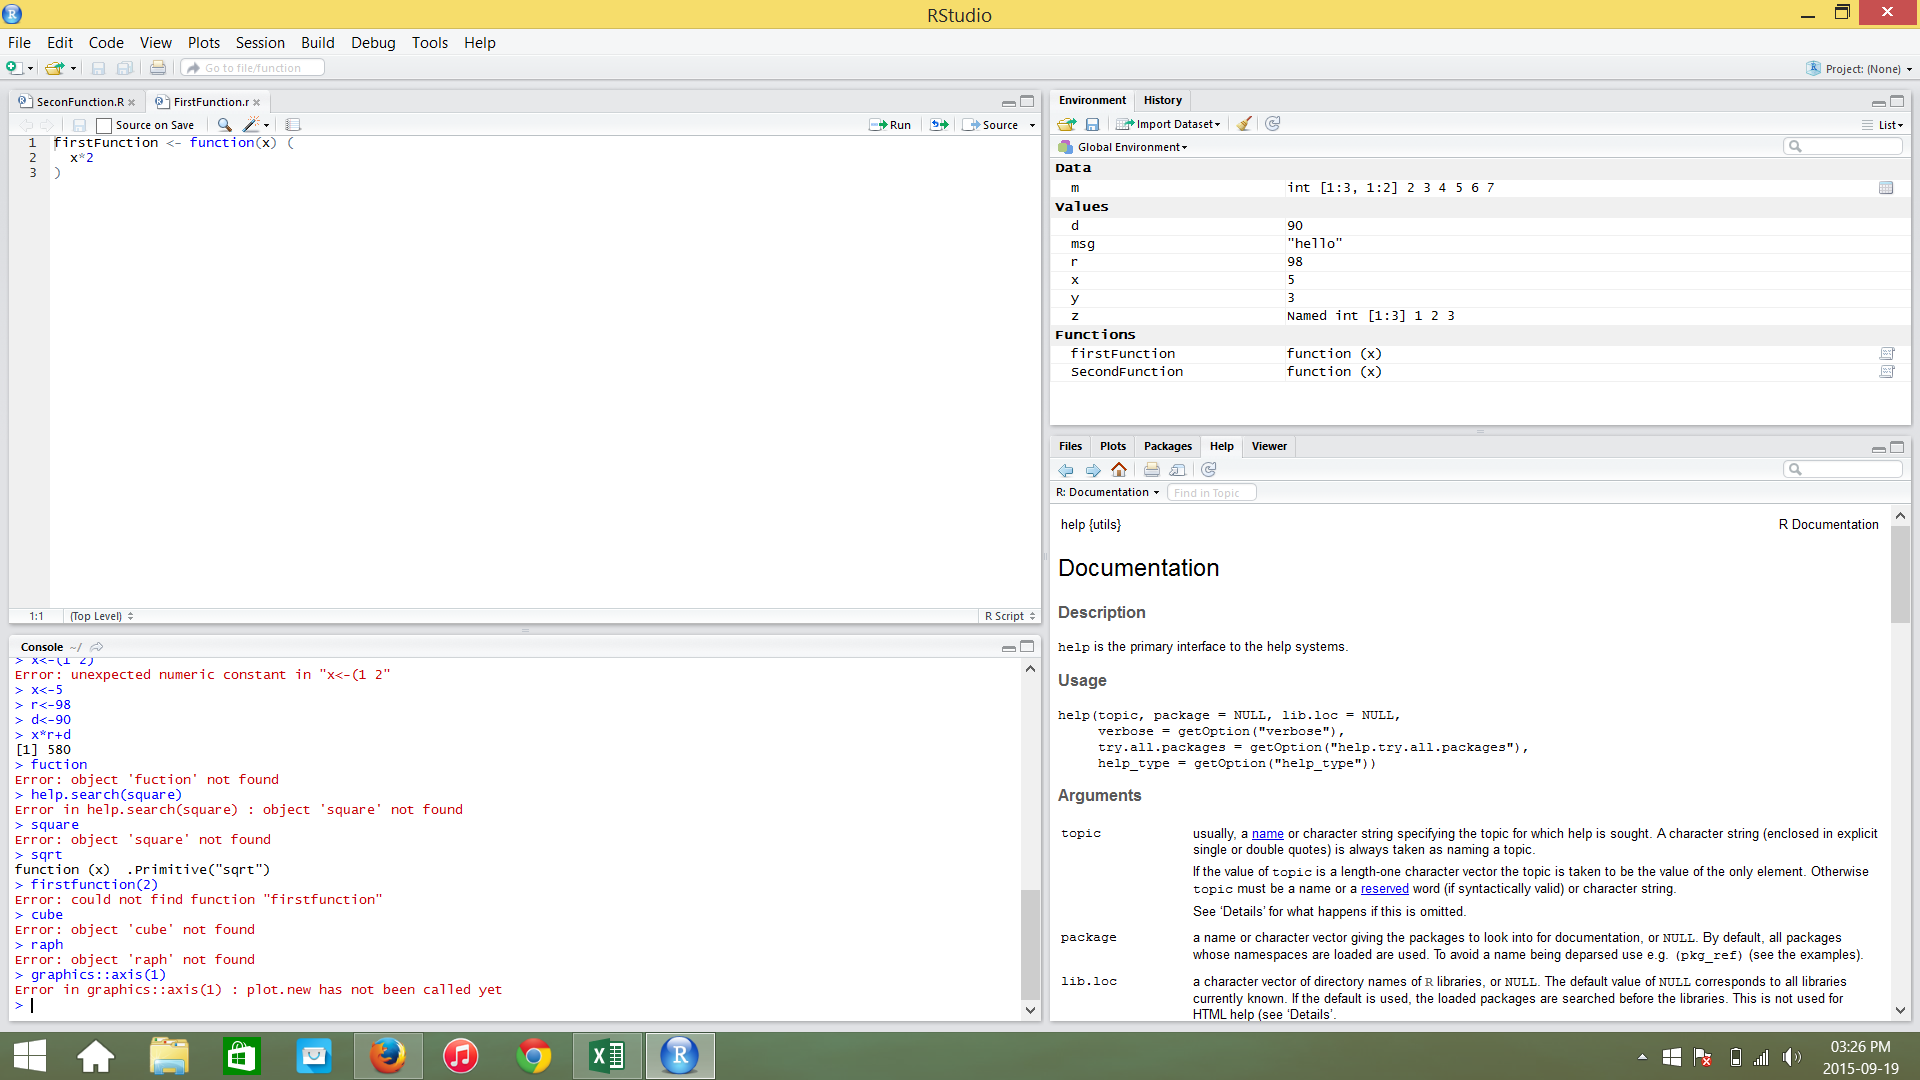 RStudio
File Edit Code View Plots Session Build Debug Tools Help
Go to file/function
Project: (None)
SeconFunction.R
FirstFunction.r
Source on Save
Run
Source
1 firstFunction <- function(x) (
2   x*2
3 )
1:1 (Top Level) R Script
Console ~/
> x<-(1 2)
Error: unexpected numeric constant in "x<-(1 2"
> x<-5
> r<-98
> d<-90
> x*r+d
[1] 580
> fuction
Error: object 'fuction' not found
> help.search(square)
Error in help.search(square) : object 'square' not found
> square
Error: object 'square' not found
> sqrt
function (x)  .Primitive("sqrt")
> firstfunction(2)
Error: could not find function "firstfunction"
> cube
Error: object 'cube' not found
> raph
Error: object 'raph' not found
> graphics::axis(1)
Error in graphics::axis(1) : plot.new has not been called yet
>
Environment History
Import Dataset
List
Global Environment
Data
m int [1:3, 1:2] 2 3 4 5 6 7
Values
d 90
msg "hello"
r 98
x 5
y 3
z Named int [1:3] 1 2 3
Functions
firstFunction function (x)
SecondFunction function (x)
Files Plots Packages Help Viewer
R: Documentation Find in Topic
help {utils} R Documentation
Documentation
Description
help is the primary interface to the help systems.
Usage
help(topic, package = NULL, lib.loc = NULL,
     verbose = getOption("verbose"),
     try.all.packages = getOption("help.try.all.packages"),
     help_type = getOption("help_type"))
Arguments
topic usually, a name or character string specifying the topic for which help is sought. A character string (enclosed in explicit
single or double quotes) is always taken as naming a topic.
If the value of topic is a length-one character vector the topic is taken to be the value of the only element. Otherwise
topic must be a name or a reserved word (if syntactically valid) or character string.
See ‘Details’ for what happens if this is omitted.
package a name or character vector giving the packages to look into for documentation, or NULL. By default, all packages
whose namespaces are loaded are used. To avoid a name being deparsed use e.g. (pkg_ref) (see the examples).
lib.loc a character vector of directory names of R libraries, or NULL. The default value of NULL corresponds to all libraries
currently known. If the default is used, the loaded packages are searched before the libraries. This is not used for
HTML help (see ‘Details’.
03:26 PM
2015-09-19